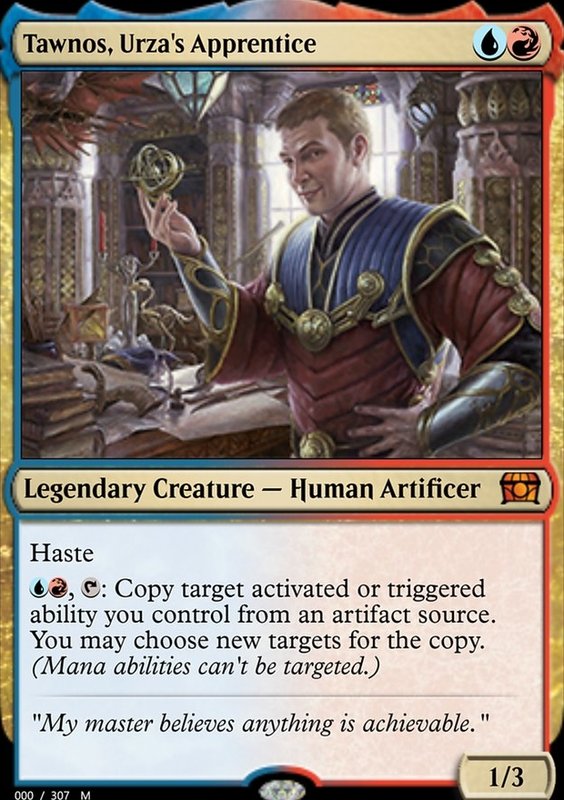 Tawnos, Urza's Apprentice
Legendary Creature — Human Artificer
Haste
, : Copy target activated or triggered
ability you control from an artifact source.
You may choose new targets for the copy.
(Mana abilities can't be targeted.)
"My master believes anything is achievable."
1/3
000 / 307 M